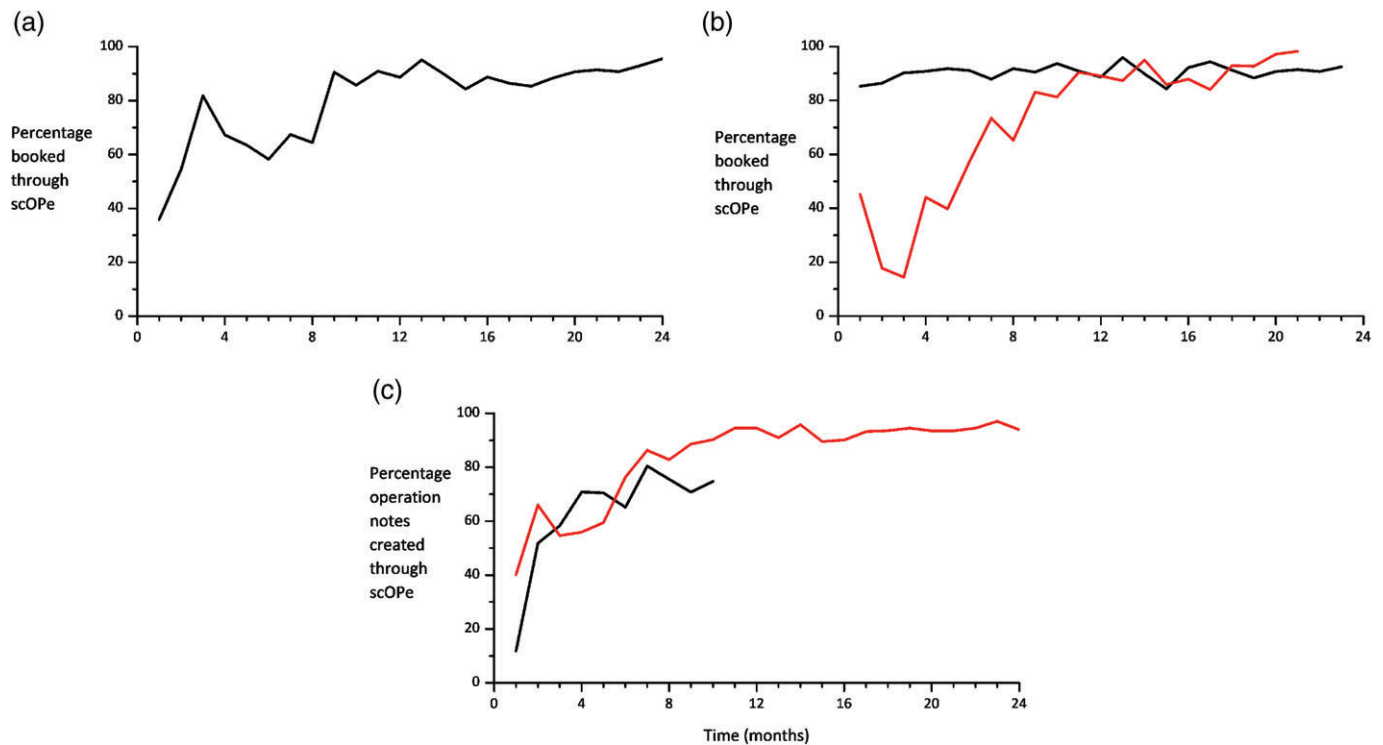 (a)
100
80
60
40
20
0
Percentage
booked
through
scOPe
0 4 8 12 16 20 24
(b)
100
80
60
40
20
0
Percentage
booked
through
scOPe
0 4 8 12 16 20 24
(c)
100
80
60
40
20
0
Percentage
operation
notes
created
through
scOPe
0 4 8 12 16 20 24
Time (months)